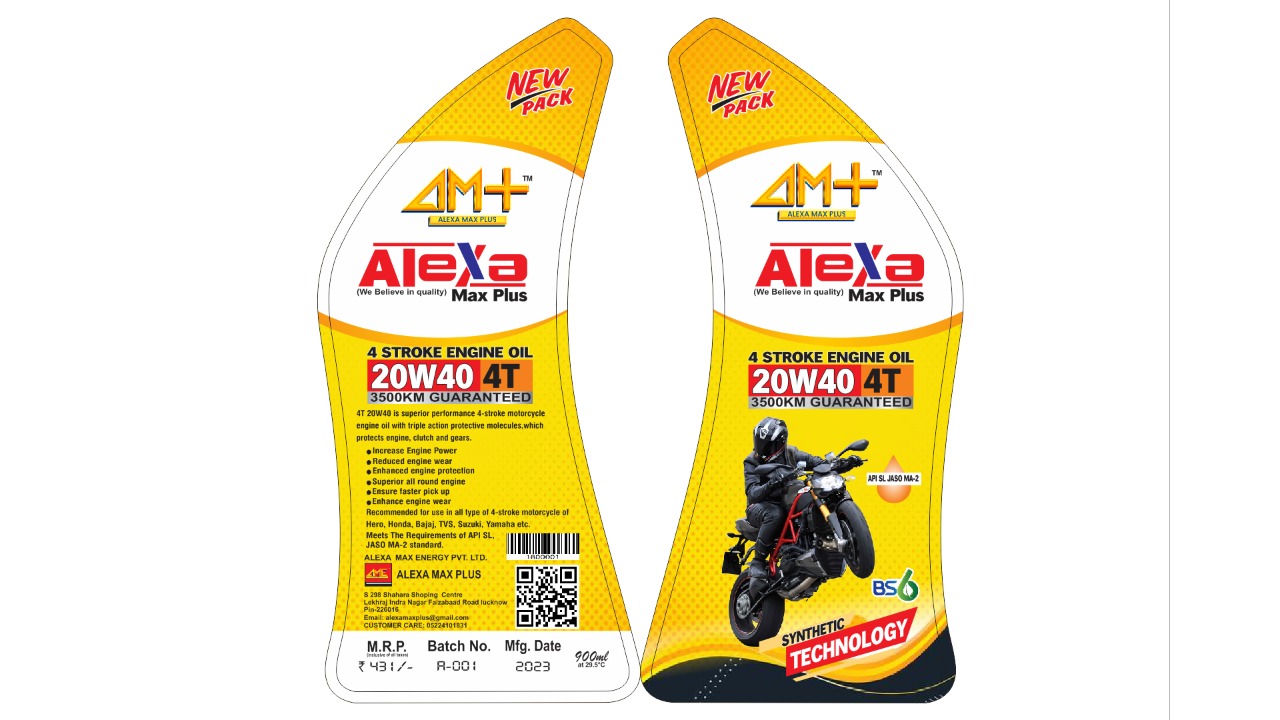 NEW
PACK
AM+ TM
ALEXA MAX PLUS
AleXa
(We Believe in quality) Max Plus
4 STROKE ENGINE OIL
20W40 4T
3500KM GUARANTEED
4T 20W40 is superior performance 4-stroke motorcycle
engine oil with triple action protective molecules,which
protects engine, clutch and gears.
Increase Engine Power
Reduced engine wear
Enhanced engine protection
Superior all round engine
Ensure faster pick up
Enhance engine wear
Recommended for use in all type of 4-stroke motorcycle of
Hero, Honda, Bajaj, TVS, Suzuki, Yamaha etc.
Meets The Requirements of API SL,
JASO MA-2 standard.
ALEXA MAX ENERGY PVT. LTD.
AME ALEXA MAX PLUS
1800001
S 298 Shahara Shoping Centre
Lekhraj Indra Nagar Faizabaad Road lucknow
Pin-226016
Email: alexamaxplus@gmail.com
CUSTOMER CARE; 05224101831
M.R.P. Batch No. Mfg. Date
(Inclusive of all taxes)
₹ 431/- A-001 2023 900ml
at 29.5°C
NEW
PACK
AM+ TM
ALEXA MAX PLUS
AleXa
(We Believe in quality) Max Plus
4 STROKE ENGINE OIL
20W40 4T
3500KM GUARANTEED
API SL JASO MA-2
BS6
SYNTHETIC
TECHNOLOGY